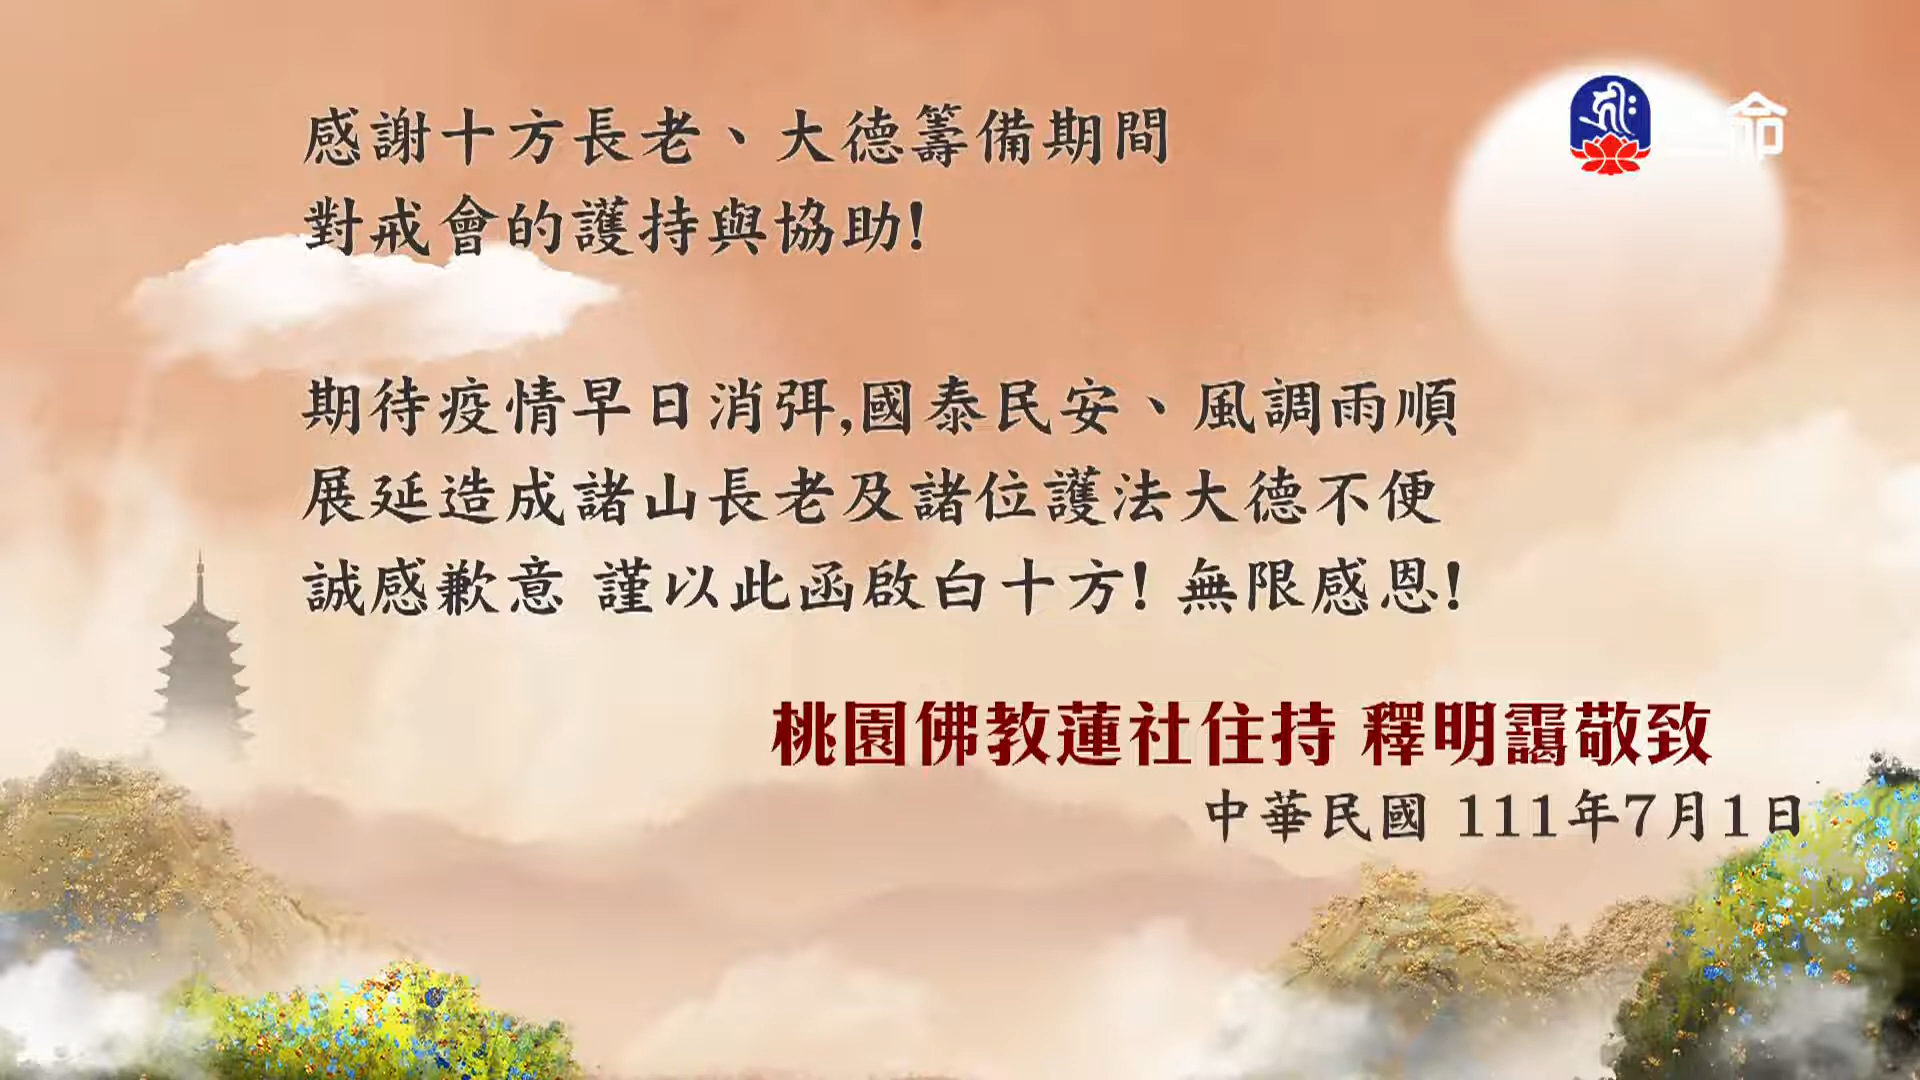 感謝十方長老、大德籌備期間
對戒會的護持與協助!
期待疫情早日消弭,國泰民安、風調雨順
展延造成諸山長老及諸位護法大德不便
誠感歉意 謹以此函啟白十方! 無限感恩!
桃園佛教蓮社住持 釋明靄敬致
中華民國 111年7月1日
命